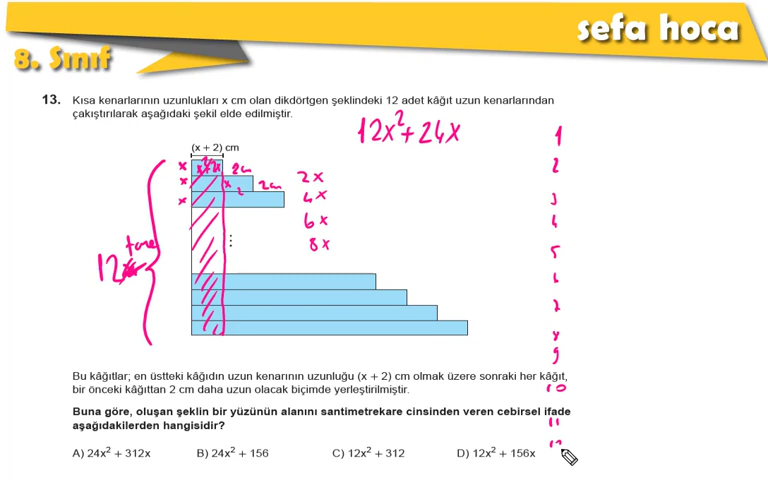 sefa hoca
8. Sınıf
13. Kısa kenarlarının uzunlukları x cm olan dikdörtgen şeklindeki 12 adet kâğıt uzun kenarlarından
çakıştırılarak aşağıdaki şekil elde edilmiştir.
12x² + 24x
(x + 2) cm
x x²+2x 2cm
x x 2 2cm
x
2x
4x
6x
8x
12 tane
1
2
3
4
5
6
7
8
9
10
11
12
Bu kâğıtlar; en üstteki kâğıdın uzun kenarının uzunluğu (x + 2) cm olmak üzere sonraki her kâğıt,
bir önceki kâğıttan 2 cm daha uzun olacak biçimde yerleştirilmiştir.
Buna göre, oluşan şeklin bir yüzünün alanını santimetrekare cinsinden veren cebirsel ifade
aşağıdakilerden hangisidir?
A) 24x² + 312x B) 24x² + 156 C) 12x² + 312 D) 12x² + 156x